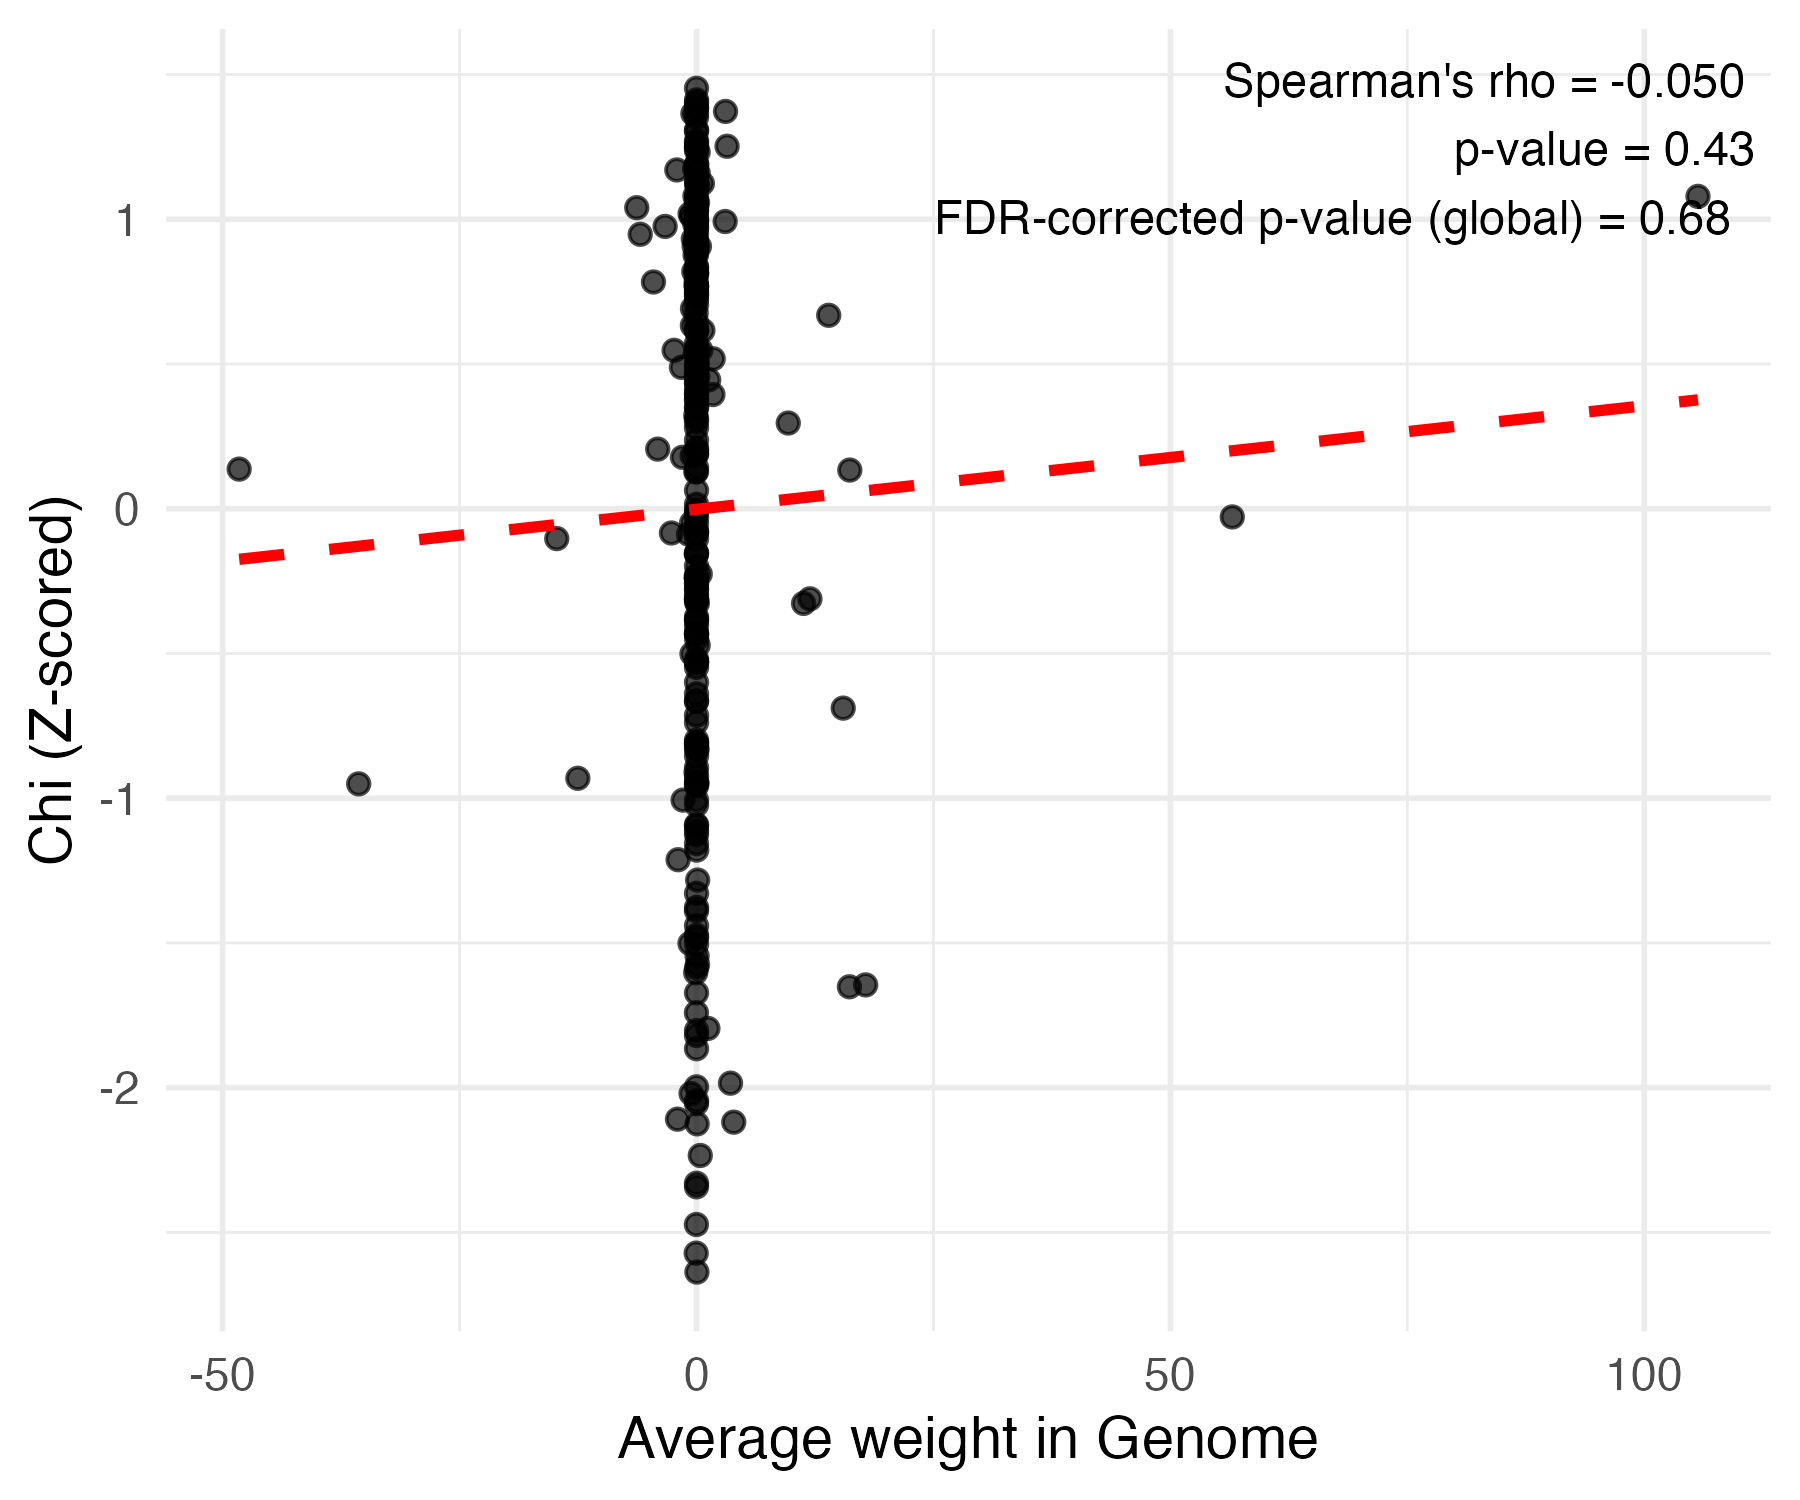 Spearman's rho = -0.050
p-value = 0.43
FDR-corrected p-value (global) = 0.68
1
0
-1
-2
Chi (Z-scored)
-50 0 50 100
Average weight in Genome